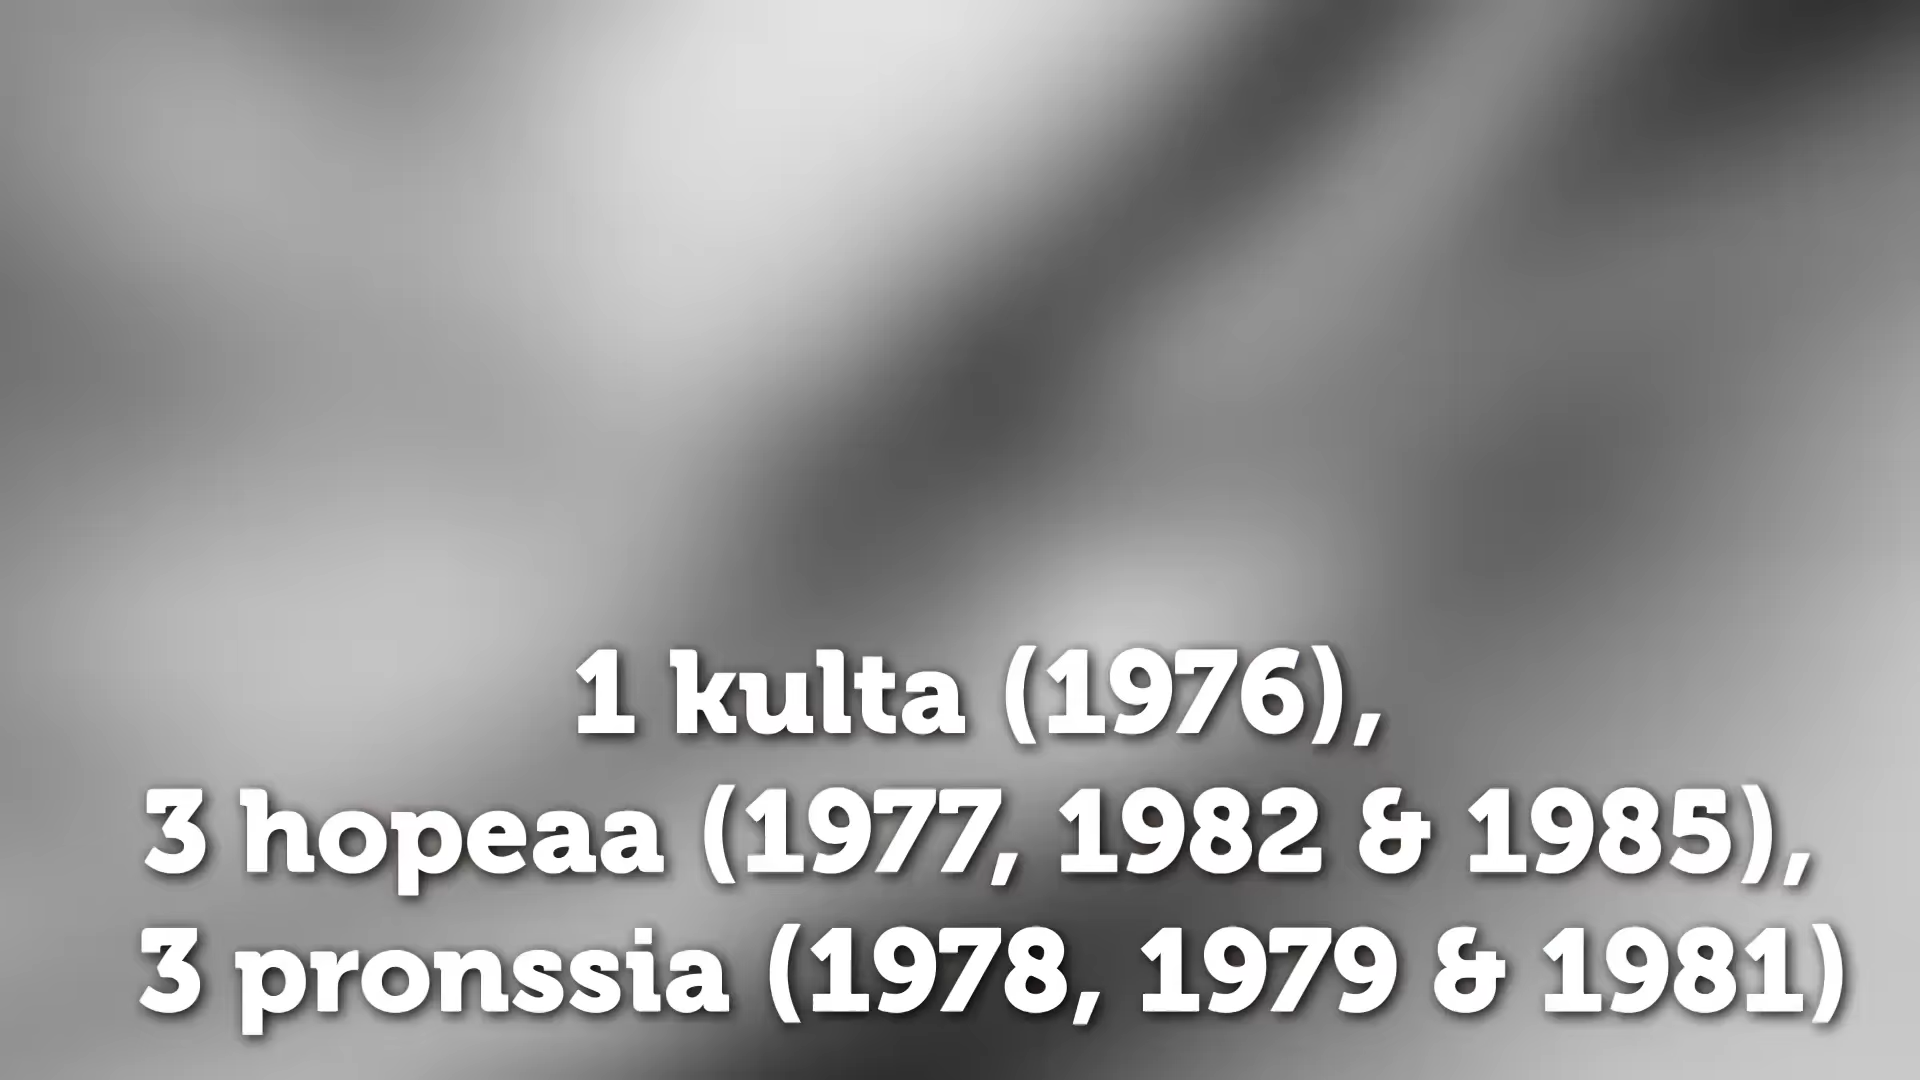 1 kulta (1976),
3 hopeaa (1977, 1982 & 1985),
3 pronssia (1978, 1979 & 1981)